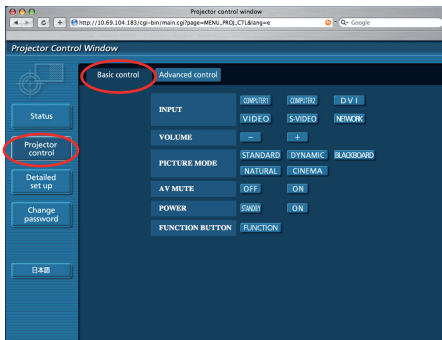 Projector control window
http://10.69.104.183/cgi-bin/main.cgi?page=MENU_PROJ_CTL&lang=e
Q- Google
Projector Control Window
Basic control
Advanced control
Status
Projector
control
Detailed
set up
Change
password
日本語
INPUT
COMPUTER1 COMPUTER2 DVI
VIDEO S-VIDEO NETWORK
VOLUME - +
PICTURE MODE
STANDARD DYNAMIC BLACKBOARD
NATURAL CINEMA
AV MUTE OFF ON
POWER STANDBY ON
FUNCTION BUTTON FUNCTION